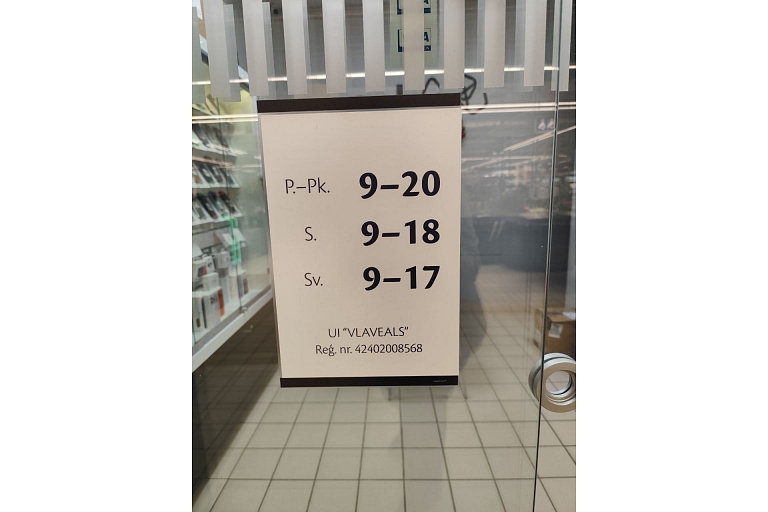 P.–Pk. 9–20
S. 9–18
Sv. 9–17
UI "VLAVEALS"
Reģ. nr. 42402008568